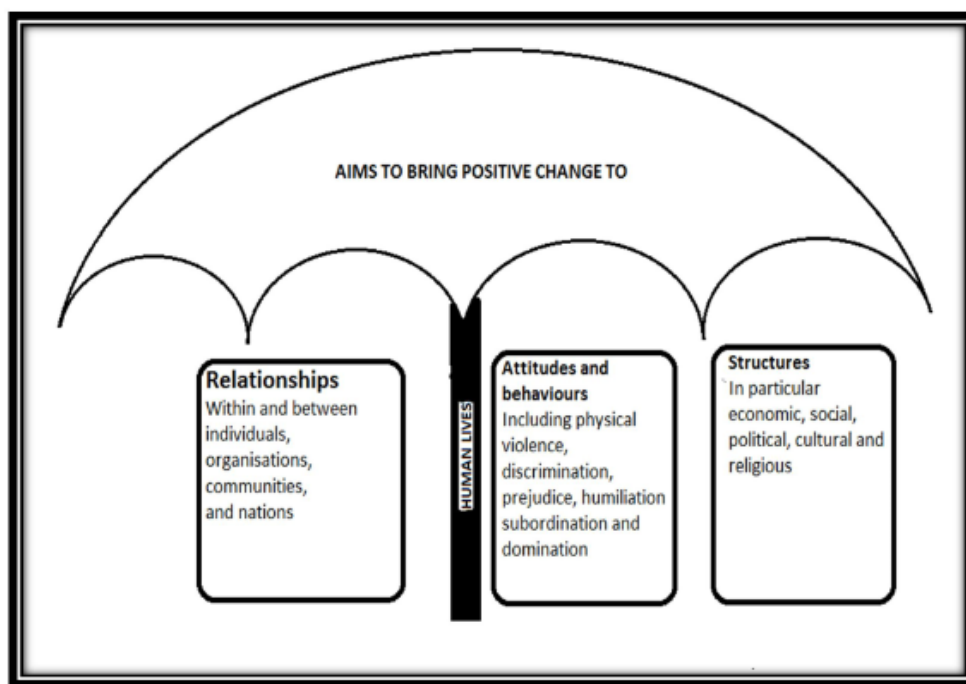 AIMS TO BRING POSITIVE CHANGE TO
Relationships
Within and between
individuals,
organisations,
communities,
and nations
HUMAN LIVES
Attitudes and
behaviours
Including physical
violence,
discrimination,
prejudice, humiliation
subordination and
domination
Structures
In particular
economic, social,
political, cultural and
religious